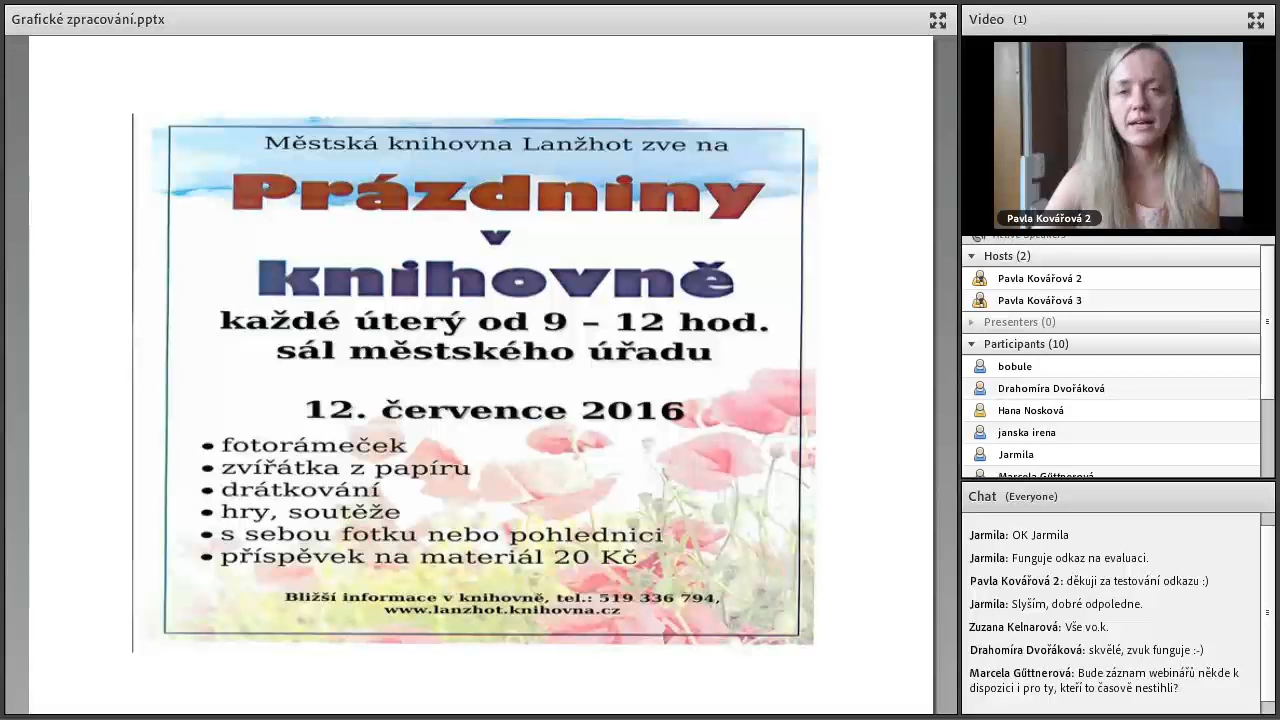 Grafické zpracování.pptx
Městská knihovna Lanžhot zve na
Prázdniny
v
knihovně
každé úterý od 9 – 12 hod.
sál městského úřadu
12. července 2016
• fotorámeček
• zvířátka z papíru
• drátkování
• hry, soutěže
• s sebou fotku nebo pohlednici
• příspěvek na materiál 20 Kč
Bližší informace v knihovně, tel.: 519 336 794,
www.lanzhot.knihovna.cz
Video (1)
Pavla Kovářová 2
Active Speakers
Hosts (2)
Pavla Kovářová 2
Pavla Kovářová 3
Presenters (0)
Participants (10)
bobule
Drahomíra Dvořáková
Hana Nosková
janska irena
Jarmila
Marcela Gűttnerová
Chat (Everyone)
Jarmila: OK Jarmila
Jarmila: Funguje odkaz na evaluaci.
Pavla Kovářová 2: děkuji za testování odkazu :)
Jarmila: Slyším, dobré odpoledne.
Zuzana Kelnarová: Vše vo.k.
Drahomíra Dvořáková: skvělé, zvuk funguje :-)
Marcela Gűttnerová: Bude záznam webinářů někde k
dispozici i pro ty, kteří to časově nestihli?